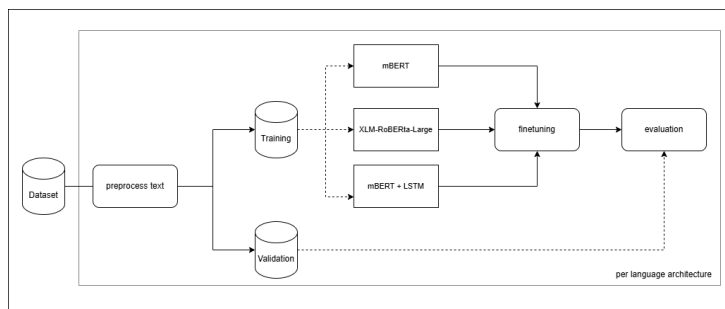 mBERT
Training
XLM-RoBERta-Large
finetuning
evaluation
Dataset
preprocess text
mBERT + LSTM
Validation
per language architecture